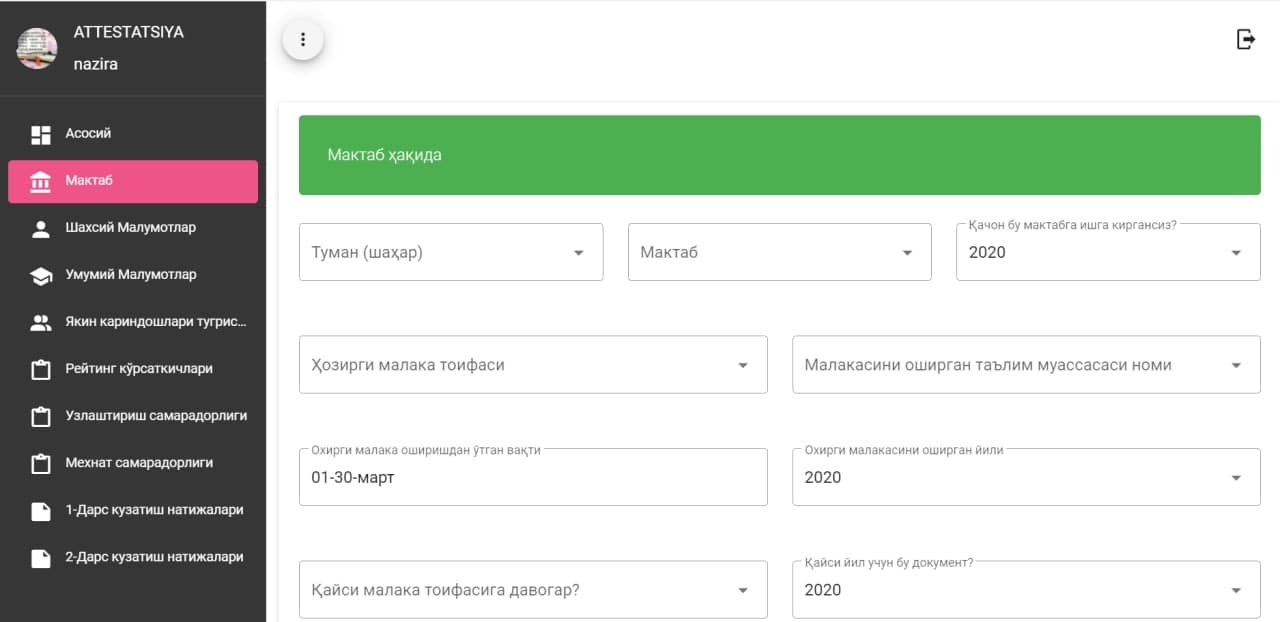 ATTESTATSIYA
nazira
Асосий
Мактаб
Шахсий Малумотлар
Умумий Малумотлар
Якин кариндошлари тугрис...
Рейтинг кўрсаткичлари
Узлаштириш самарадорлиги
Мехнат самарадорлиги
1-Дарс кузатиш натижалари
2-Дарс кузатиш натижалари
Мактаб ҳақида
Туман (шаҳар)
Мактаб
Қачон бу мактабга ишга киргансиз?
2020
Ҳозирги малака тоифаси
Малакасини оширган таълим муассасаси номи
Охирги малака оширишдан ўтган вақти
01-30-март
Охирги малакасини оширган йили
2020
Қайси малака тоифасига давогар?
Қайси йил учун бу документ?
2020